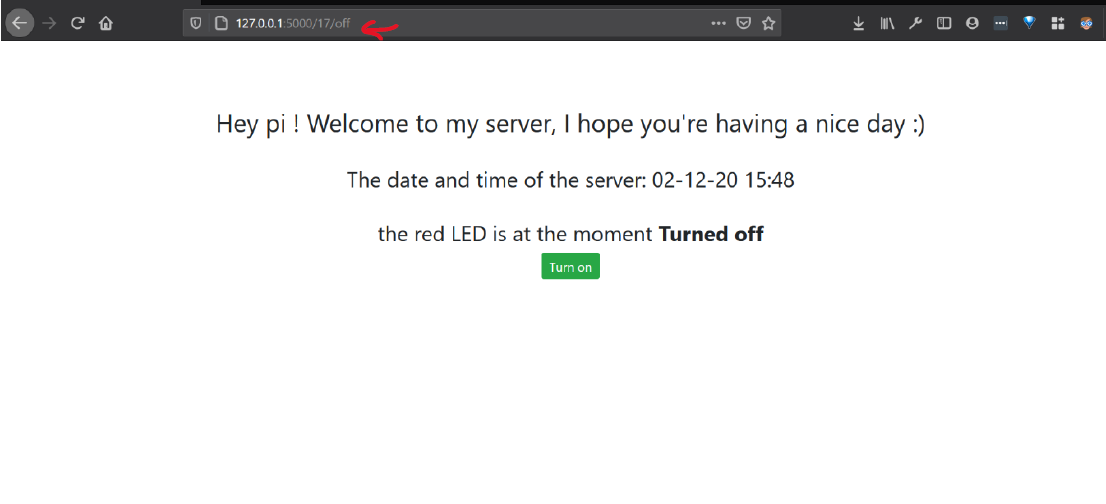 127.0.0.1:5000/17/off
Hey pi ! Welcome to my server, I hope you're having a nice day :)
The date and time of the server: 02-12-20 15:48
the red LED is at the moment Turned off
Turn on